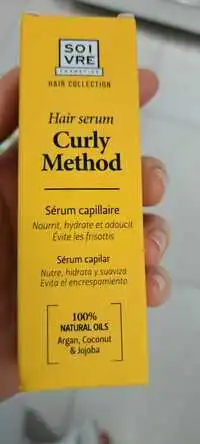 SOI
VRE
COSMETICS
HAIR COLLECTION
Hair serum
Curly
Method
Sérum capillaire
Nourrit, hydrate et adoucit
Évite les frisottis
Sérum capilar
Nutre, hidrata y suaviza
Evita el encrespamiento
100%
NATURAL OILS
Argan, Coconut
& Jojoba